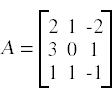 A = [2 1 -2
3 0 1
1 1 -1]